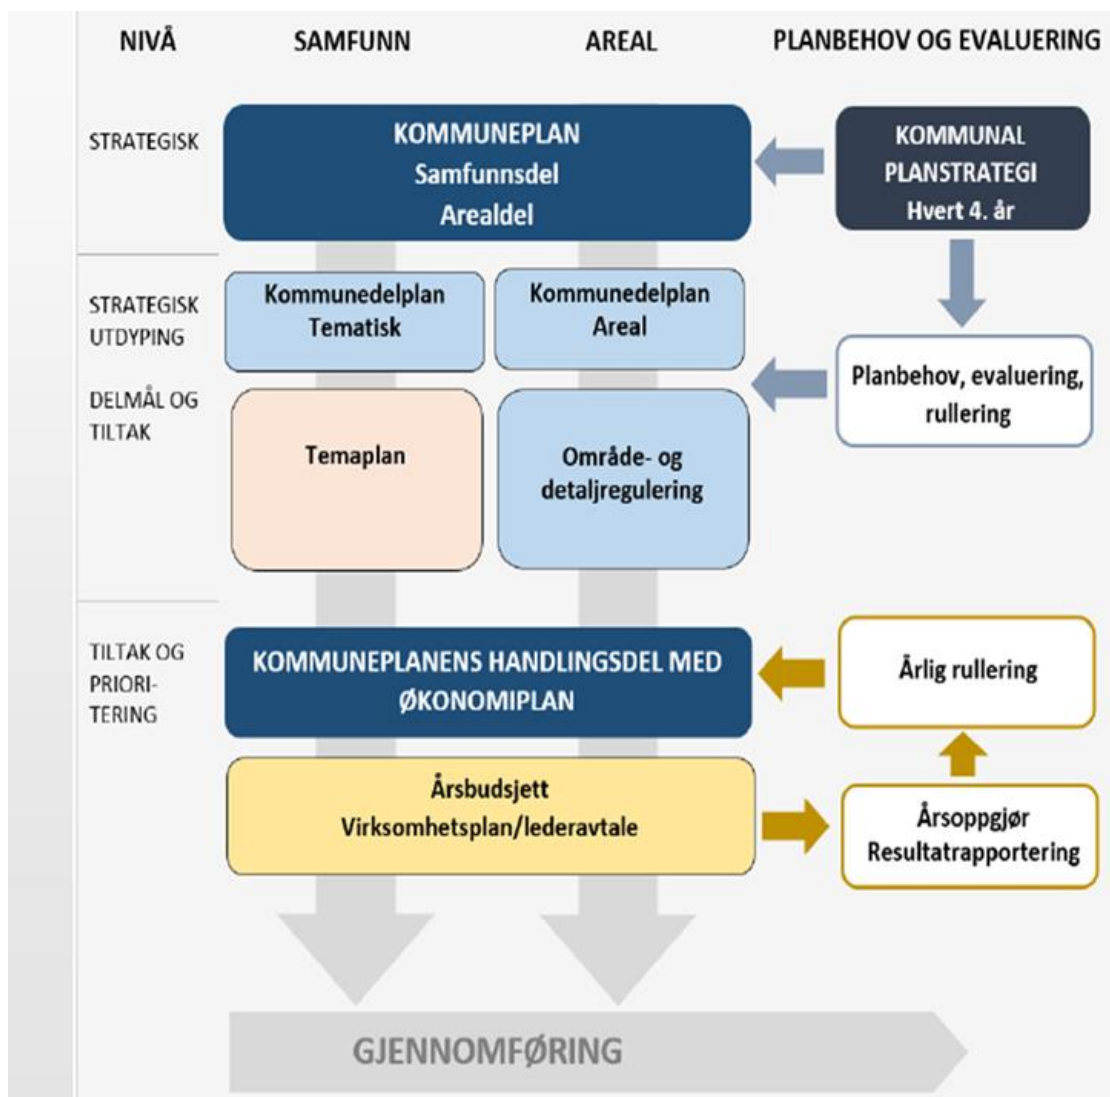 NIVÅ
SAMFUNN
AREAL
PLANBEHOV OG EVALUERING
STRATEGISK
KOMMUNEPLAN
Samfunnsdel
Arealdel
KOMMUNAL
PLANSTRATEGI
Hvert 4. år
STRATEGISK
UTDYPING
Kommunedelplan
Tematisk
Kommunedelplan
Areal
Planbehov, evaluering,
rullering
DELMÅL OG
TILTAK
Temaplan
Område- og
detaljregulering
TILTAK OG
PRIORI-
TERING
KOMMUNEPLANENS HANDLINGSDEL MED
ØKONOMIPLAN
Årlig rullering
Årsbudsjett
Virksomhetsplan/lederavtale
Årsoppgjør
Resultatrapportering
GJENNOMFØRING